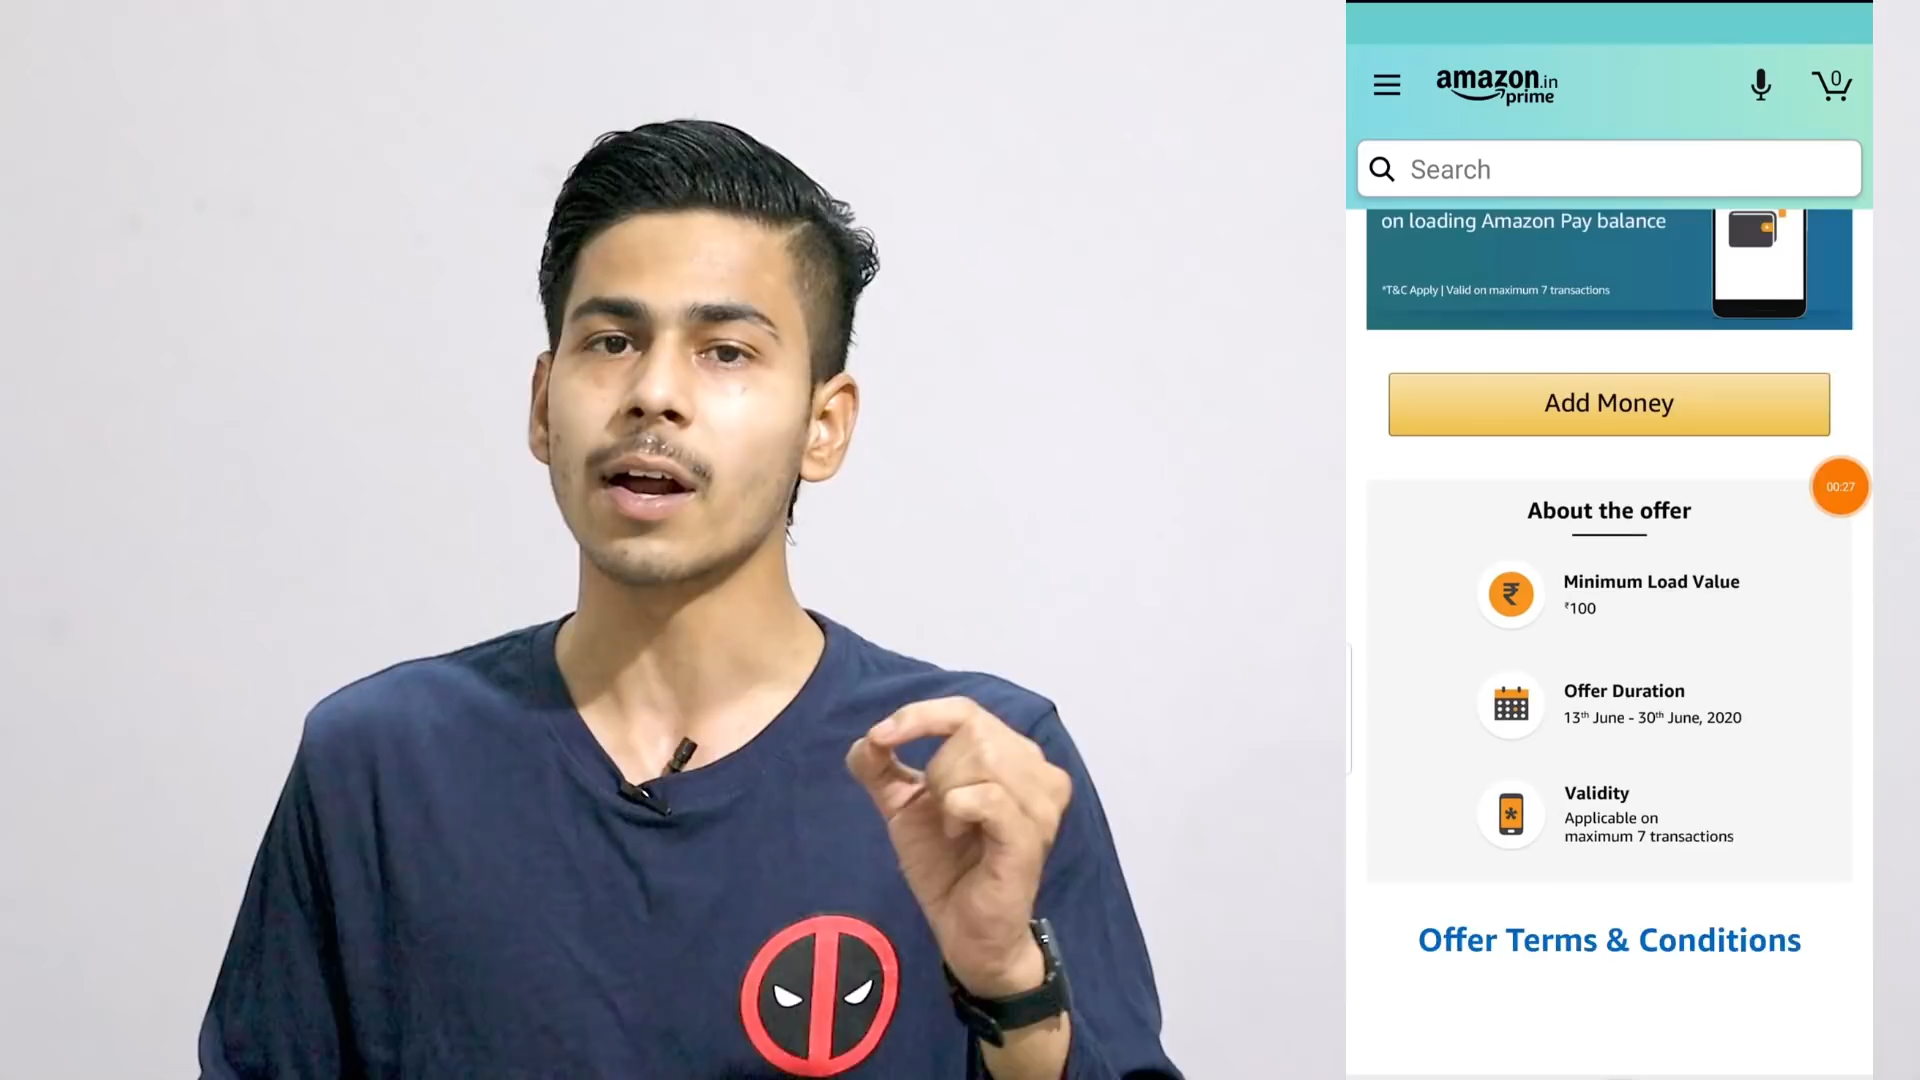 amazon.in
prime
0
Search
on loading Amazon Pay balance
*T&C Apply | Valid on maximum 7 transactions
Add Money
00:27
About the offer
Minimum Load Value
₹100
Offer Duration
13th June - 30th June, 2020
Validity
Applicable on
maximum 7 transactions
Offer Terms & Conditions